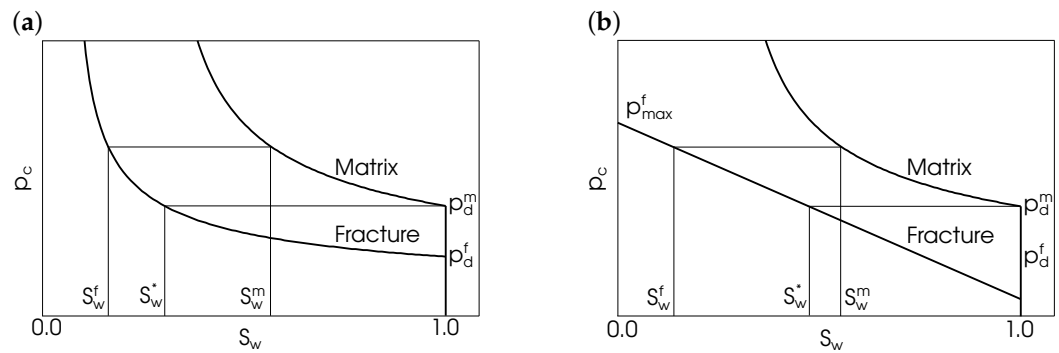 (a)
p_c
Matrix
Fracture
p_d^m
p_d^f
S_w^f
S_w^*
S_w^m
0.0
S_w
1.0
(b)
p_max^f
p_c
Matrix
Fracture
p_d^m
p_d^f
S_w^f
S_w^*
S_w^m
0.0
S_w
1.0